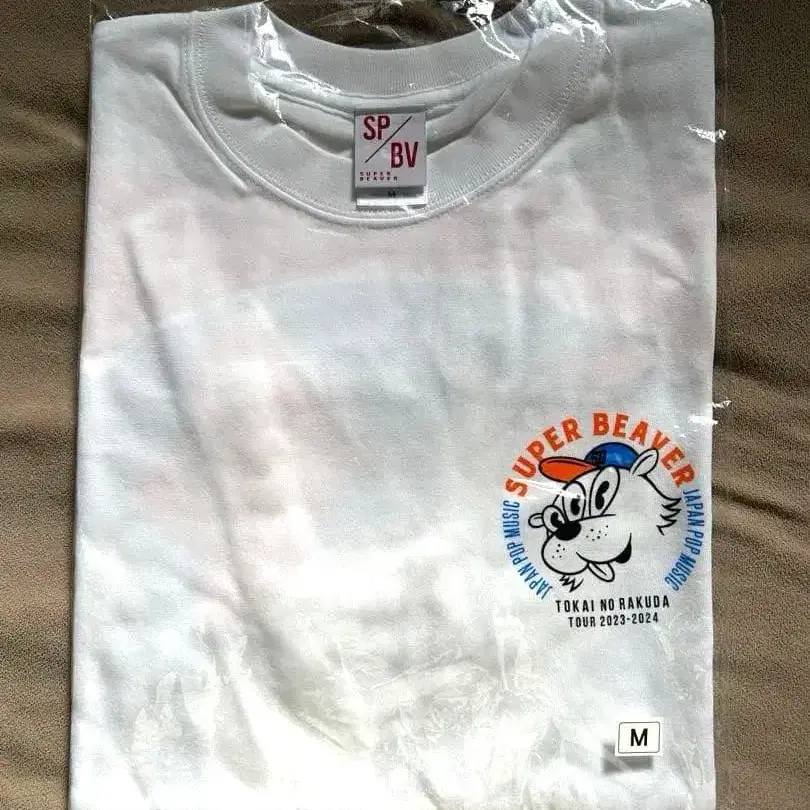 SP/
BV
SUPER
BEAVER
M
SUPER BEAVER
JAPAN POP MUSIC
JAPAN POP MUSIC
TOKAI NO RAKUDA
TOUR 2023-2024
M